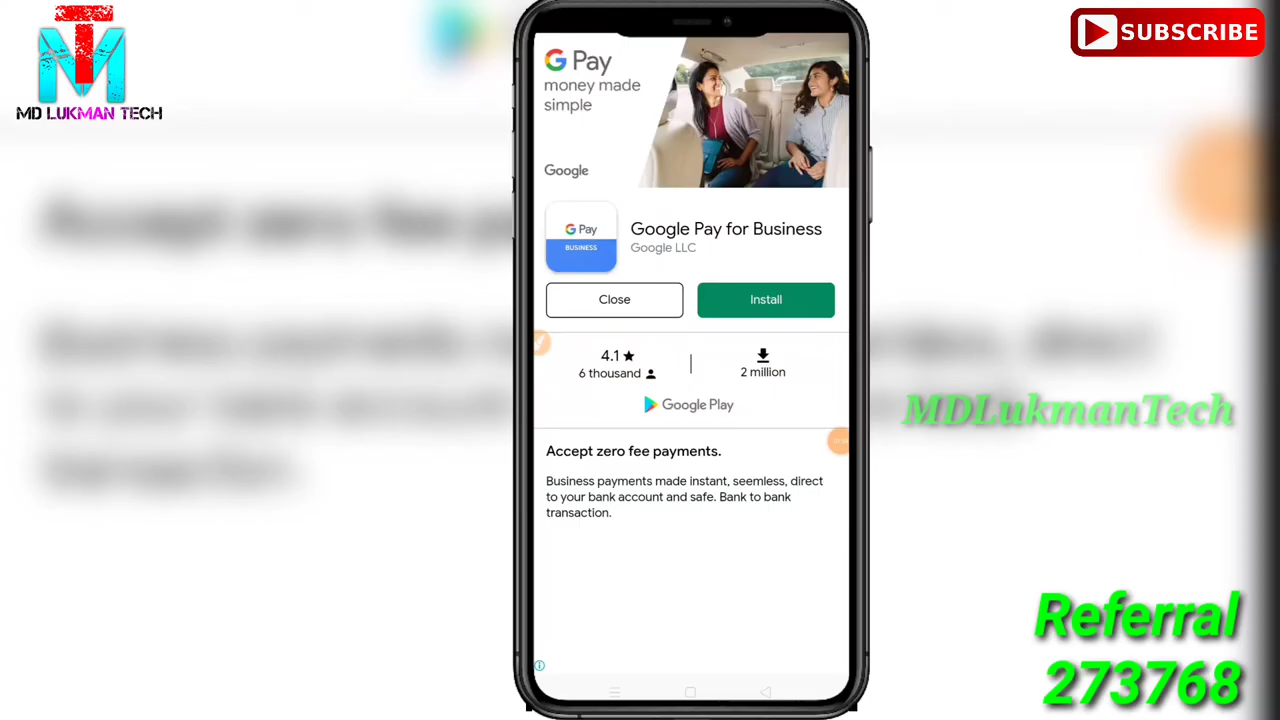 MT
MD LUKMAN TECH
SUBSCRIBE
G Pay
money made
simple
Google
G Pay
BUSINESS
Google Pay for Business
Google LLC
Close
Install
4.1
6 thousand
2 million
Google Play
MDLukmanTech
Accept zero fee payments.
Business payments made instant, seemless, direct
to your bank account and safe. Bank to bank
transaction.
Referral
273768